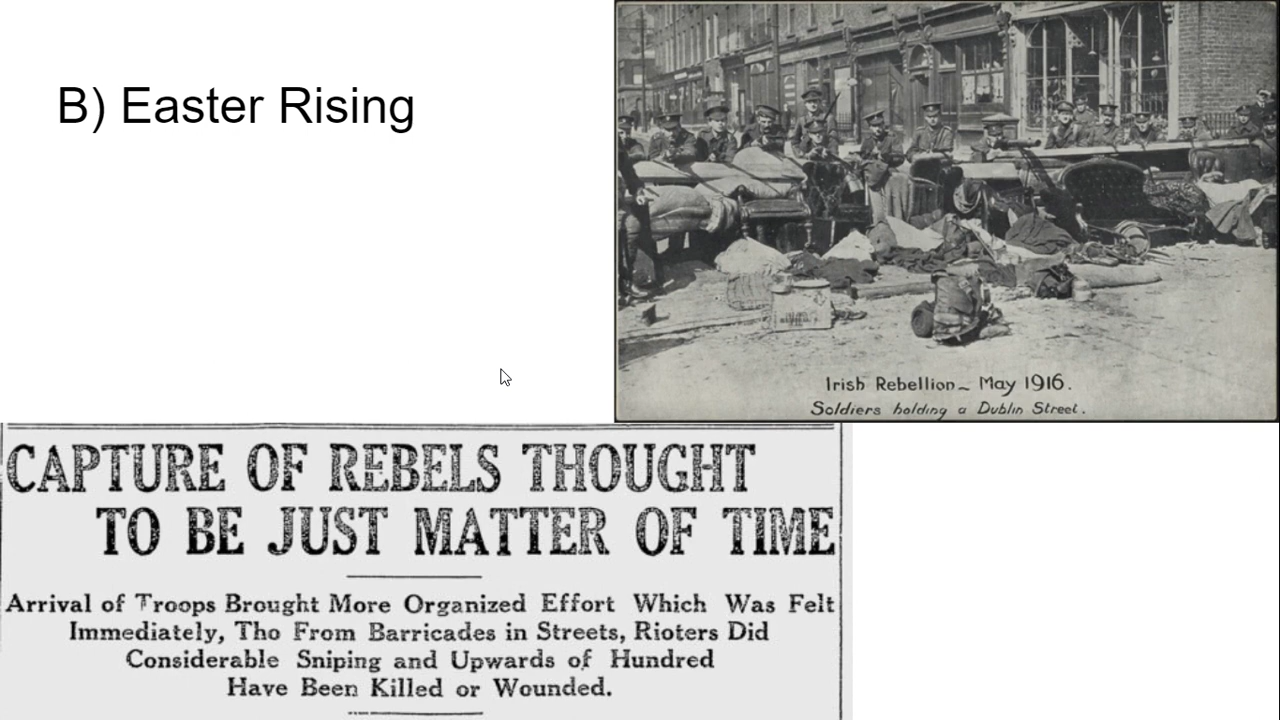 B) Easter Rising
Irish Rebellion~ May 1916.
Soldiers holding a Dublin Street.
CAPTURE OF REBELS THOUGHT
TO BE JUST MATTER OF TIME
Arrival of Troops Brought More Organized Effort Which Was Felt
Immediately, Tho From Barricades in Streets, Rioters Did
Considerable Sniping and Upwards of Hundred
Have Been Killed or Wounded.